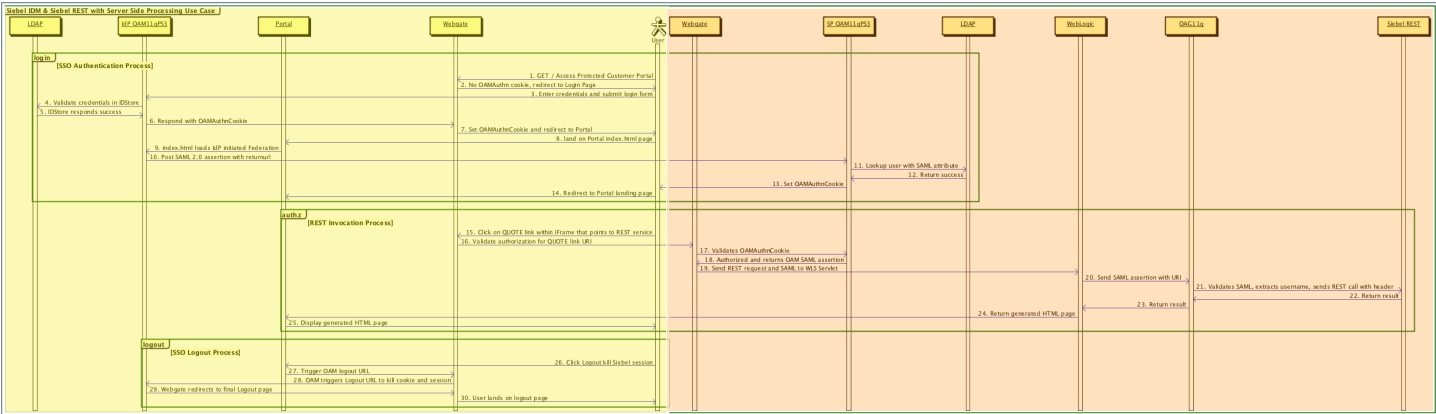 Siebel IDM & Siebel REST with Server Side Processing Use Case
LDAP
kIP OAM11gPS3
Portal
Webgate
User
Webgate
SP OAM11gPS3
LDAP
WebLogic
OAG11g
Siebel REST
login
[SSO Authentication Process]
1. GET / Access Protected Customer Portal
2. No OAMAuthn cookie, redirect to Login Page
3. Enter credentials and submit login form
4. Validate credentials in IDStore
5. IDStore responds success
6. Respond with OAMAuthnCookie
7. Set OAMAuthnCookie and redirect to Portal
8. land on Portal index.html page
9. index.html loads kIP initiated Federation
10. Post SAML 2.0 assertion with returnurl
11. Lookup user with SAML attribute
12. Return success
13. Set OAMAuthnCookie
14. Redirect to Portal landing page
authz
[REST Invocation Process]
15. Click on QUOTE link within iFrame that points to REST service
16. Validate authorization for QUOTE link URI
17. Validates OAMAuthnCookie
18. Authorized and returns OAM SAML assertion
19. Send REST request and SAML to WLS Servlet
20. Send SAML assertion with URI
21. Validates SAML, extracts username, sends REST call with header
22. Return result
23. Return result
24. Return generated HTML page
25. Display generated HTML page
logout
[SSO Logout Process]
26. Click Logout kill Siebel session
27. Trigger OAM logout URL
28. OAM triggers Logout URL to kill cookie and session
29. Webgate redirects to final Logout page
30. User lands on logout page